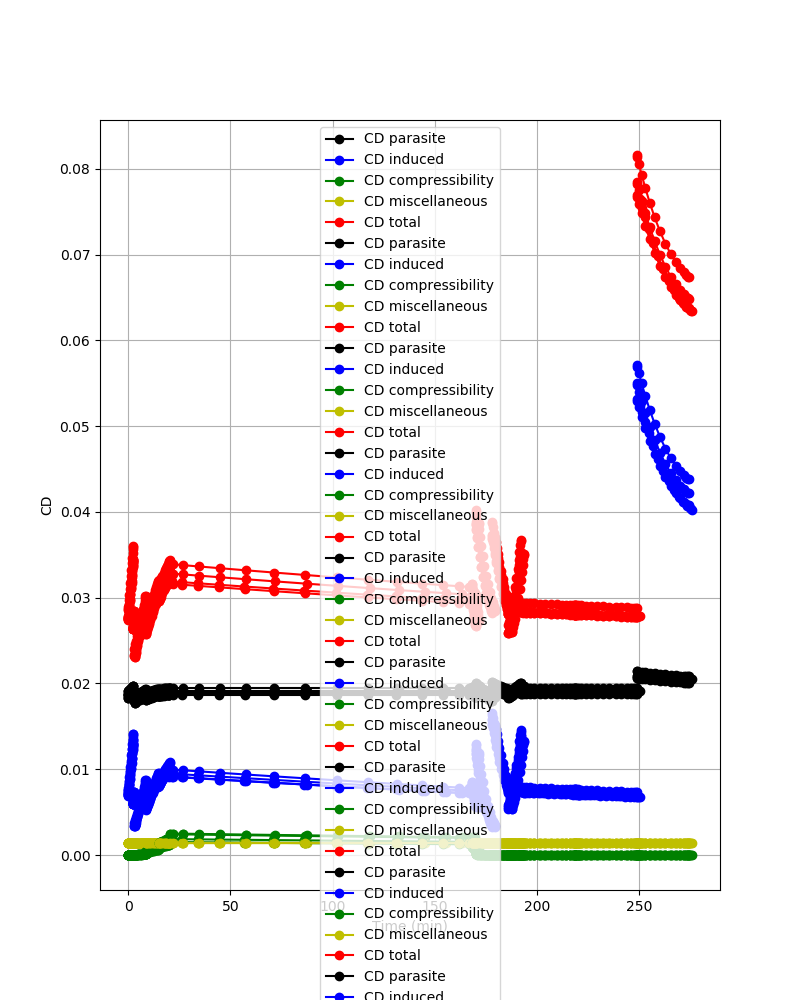 0.08
0.07
0.06
0.05
0.04
0.03
0.02
0.01
0.00
CD
0
50
100
150
200
250
Time (min)
CD parasite
CD induced
CD compressibility
CD miscellaneous
CD total
CD parasite
CD induced
CD compressibility
CD miscellaneous
CD total
CD parasite
CD induced
CD compressibility
CD miscellaneous
CD total
CD parasite
CD induced
CD compressibility
CD miscellaneous
CD total
CD parasite
CD induced
CD compressibility
CD miscellaneous
CD total
CD parasite
CD induced
CD compressibility
CD miscellaneous
CD total
CD parasite
CD induced
CD compressibility
CD miscellaneous
CD total
CD parasite
CD induced
CD compressibility
CD miscellaneous
CD total
CD parasite
CD induced